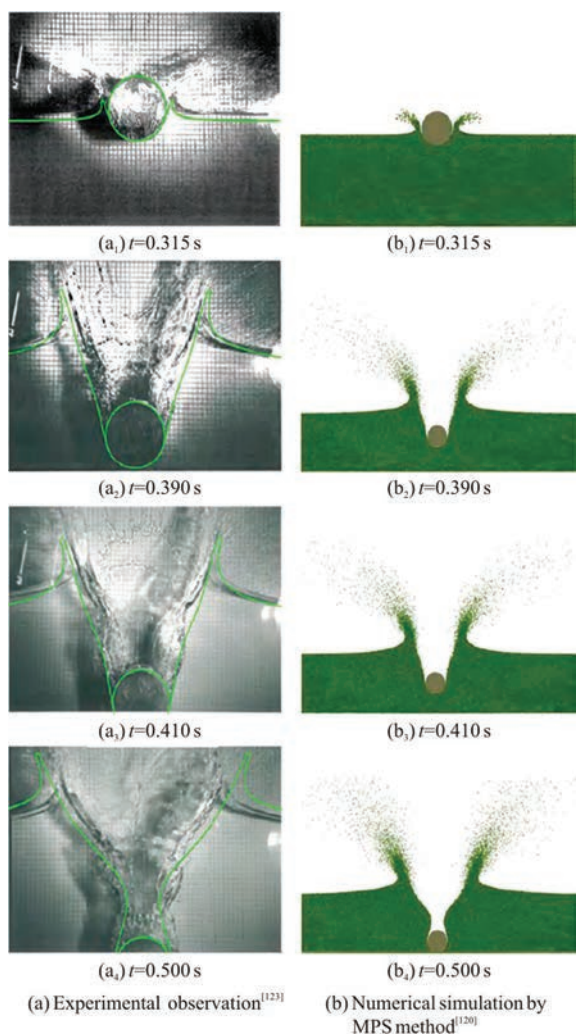 (a₁) t=0.315 s
(b₁) t=0.315 s
(a₂) t=0.390 s
(b₂) t=0.390 s
(a₃) t=0.410 s
(b₃) t=0.410 s
(a₄) t=0.500 s
(b₄) t=0.500 s
(a) Experimental observation[123]
(b) Numerical simulation by
MPS method[120]